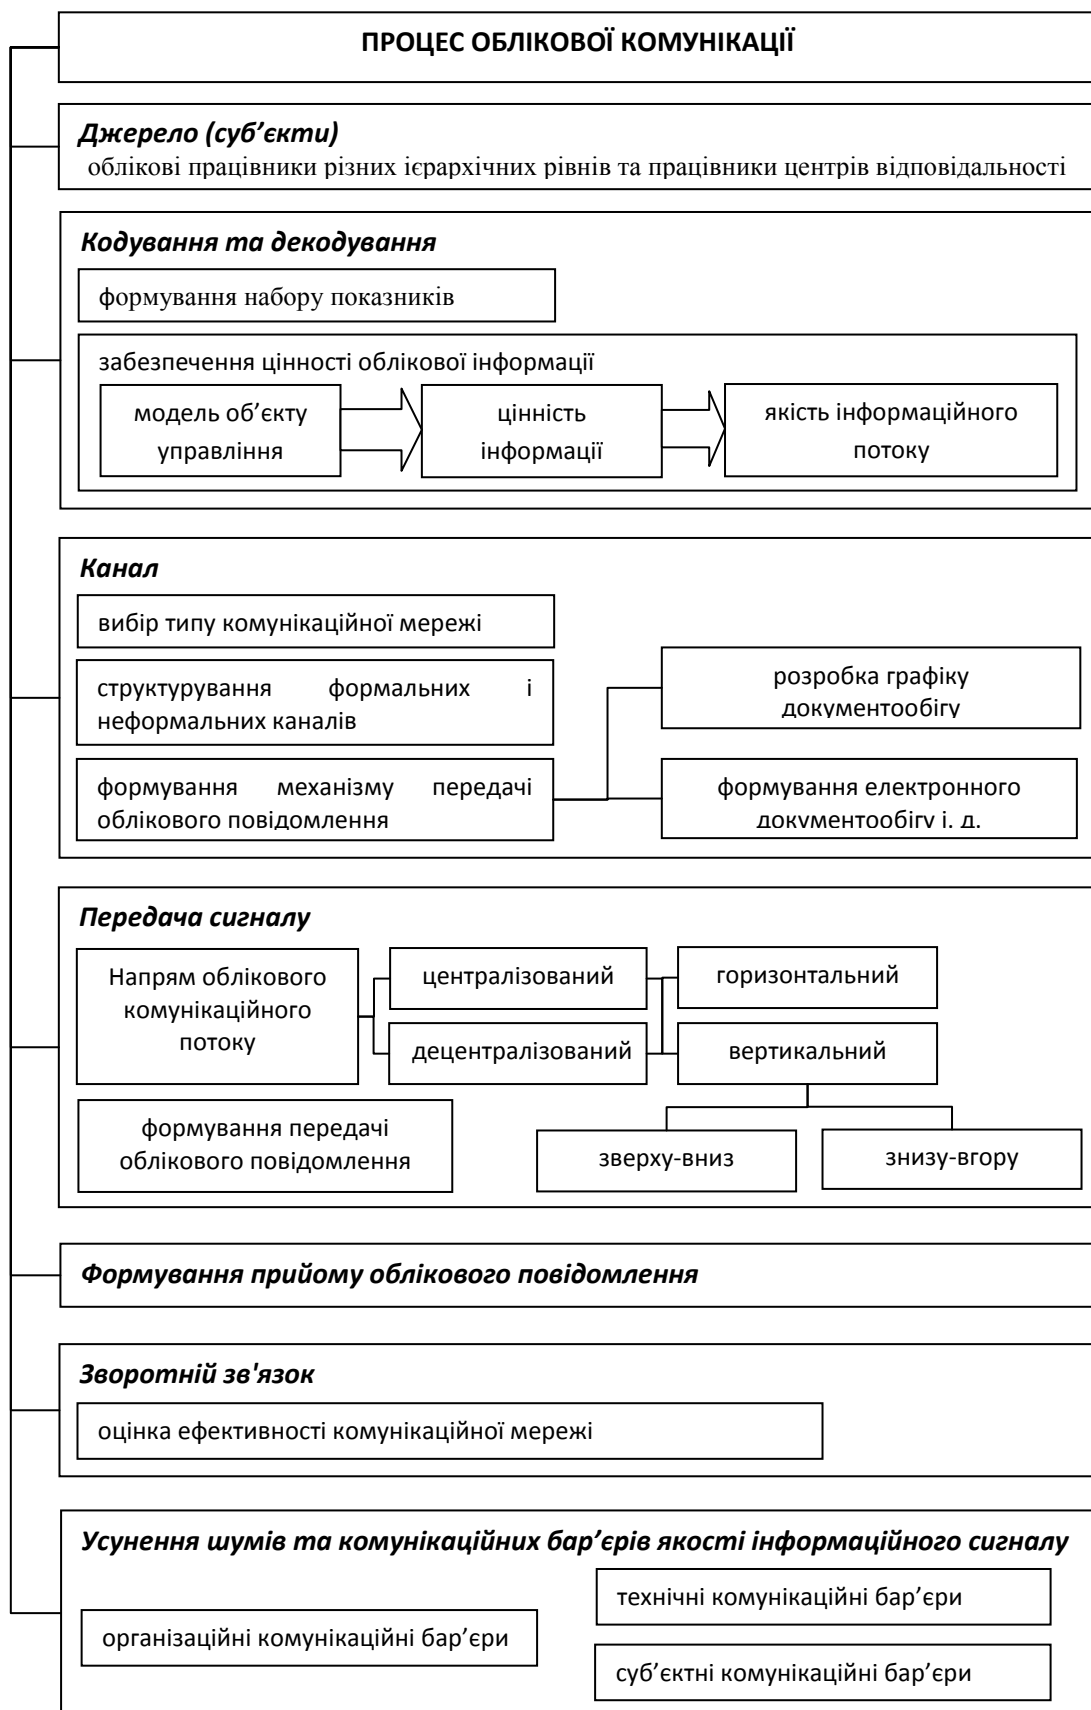 ПРОЦЕС ОБЛІКОВОЇ КОМУНІКАЦІЇ
Джерело (суб’єкти)
облікові працівники різних ієрархічних рівнів та працівники центрів відповідальності
Кодування та декодування
формування набору показників
забезпечення цінності облікової інформації
модель об’єкту
управління
цінність
інформації
якість інформаційного
потоку
Канал
вибір типу комунікаційної мережі
структурування формальних і
неформальних каналів
формування механізму передачі
облікового повідомлення
розробка графіку
документообігу
формування електронного
документообігу і. д.
Передача сигналу
Напрям облікового
комунікаційного
потоку
централізований
горизонтальний
децентралізований
вертикальний
формування передачі
облікового повідомлення
зверху-вниз
знизу-вгору
Формування прийому облікового повідомлення
Зворотній зв'язок
оцінка ефективності комунікаційної мережі
Усунення шумів та комунікаційних бар’єрів якості інформаційного сигналу
технічні комунікаційні бар’єри
організаційні комунікаційні бар’єри
суб’єктні комунікаційні бар’єри